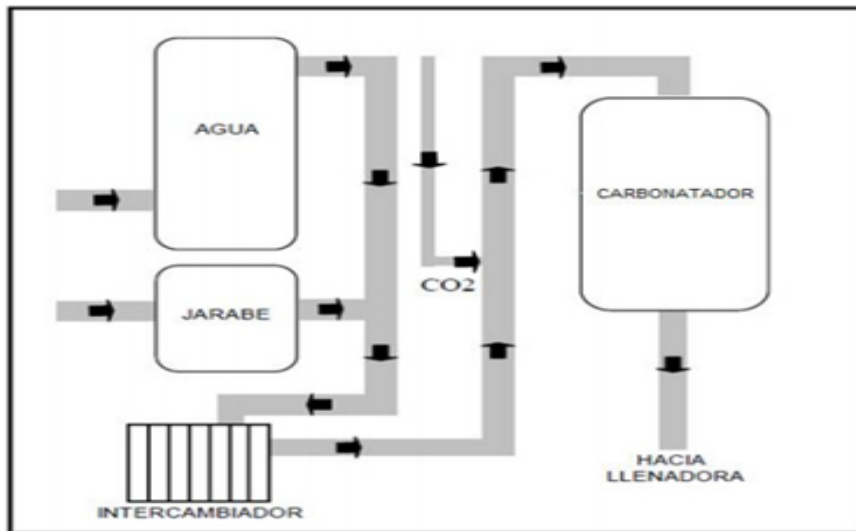 AGUA
CARBONATADOR
CO2
JARABE
HACIA
LLENADORA
INTERCAMBIADOR